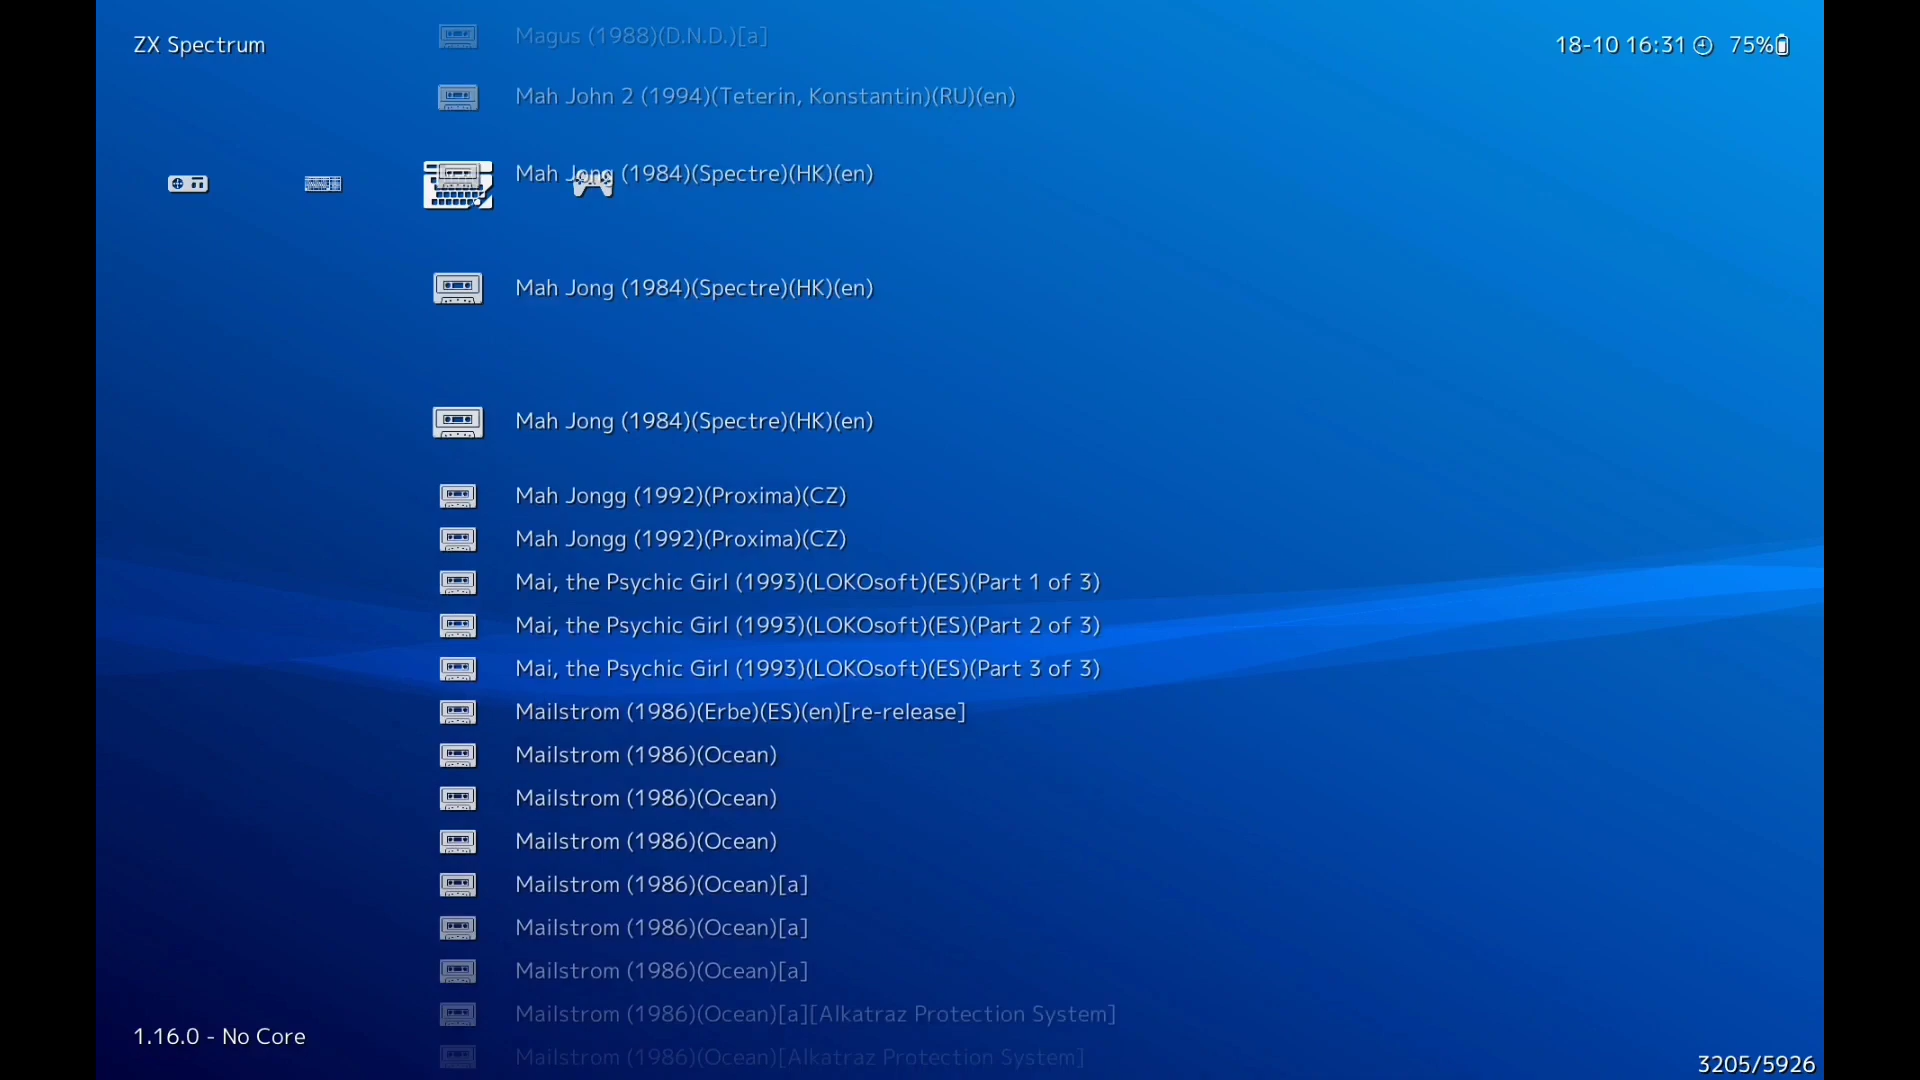 ZX Spectrum
18-10 16:31 75%
Magus (1988)(D.N.D.)[a]
Mah John 2 (1994)(Teterin, Konstantin)(RU)(en)
Mah Jong (1984)(Spectre)(HK)(en)
Mah Jong (1984)(Spectre)(HK)(en)
Mah Jong (1984)(Spectre)(HK)(en)
Mah Jongg (1992)(Proxima)(CZ)
Mah Jongg (1992)(Proxima)(CZ)
Mai, the Psychic Girl (1993)(LOKOsoft)(ES)(Part 1 of 3)
Mai, the Psychic Girl (1993)(LOKOsoft)(ES)(Part 2 of 3)
Mai, the Psychic Girl (1993)(LOKOsoft)(ES)(Part 3 of 3)
Mailstrom (1986)(Erbe)(ES)(en)[re-release]
Mailstrom (1986)(Ocean)
Mailstrom (1986)(Ocean)
Mailstrom (1986)(Ocean)
Mailstrom (1986)(Ocean)[a]
Mailstrom (1986)(Ocean)[a]
Mailstrom (1986)(Ocean)[a]
Mailstrom (1986)(Ocean)[a][Alkatraz Protection System]
Mailstrom (1986)(Ocean)[Alkatraz Protection System]
1.16.0 - No Core
3205/5926